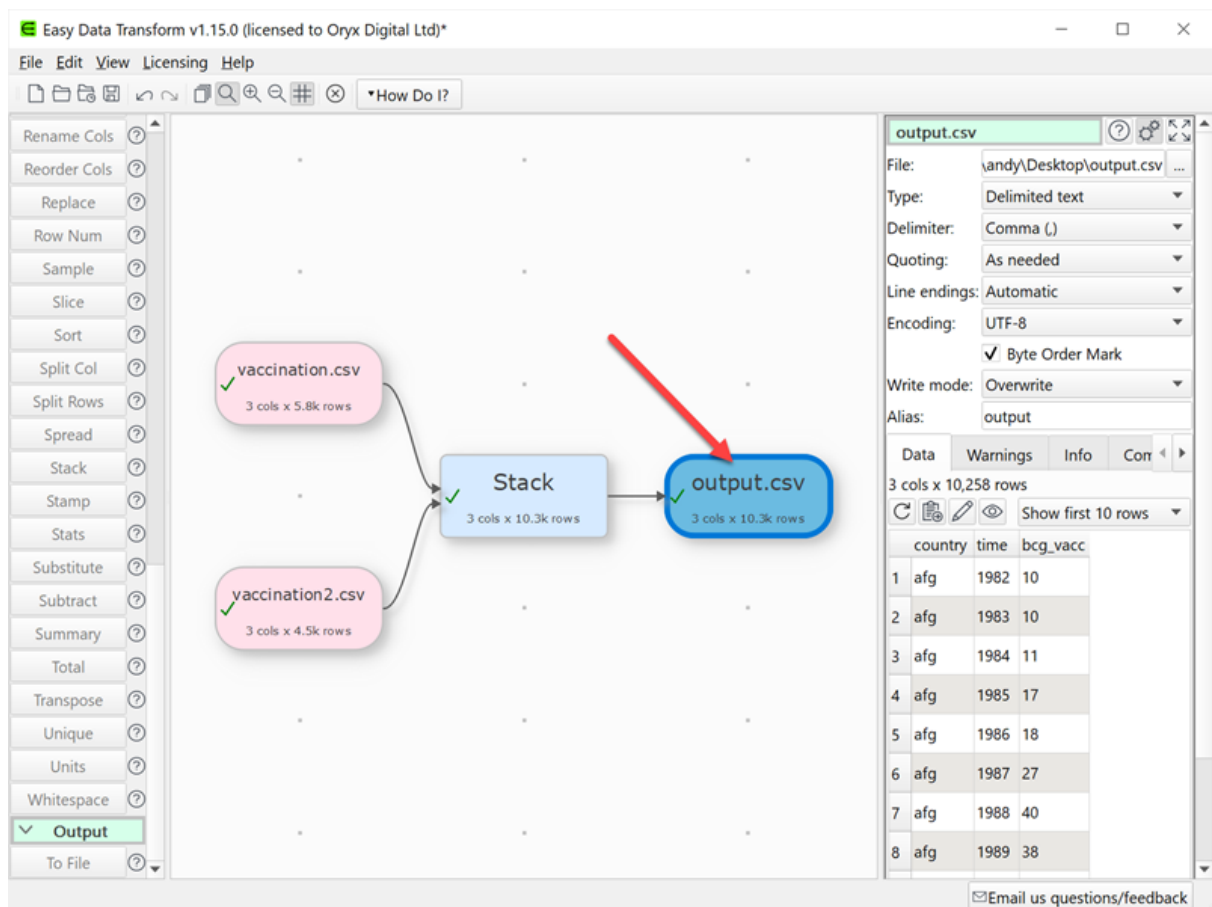 Easy Data Transform v1.15.0 (licensed to Oryx Digital Ltd)*
File Edit View Licensing Help
How Do I?
Rename Cols
Reorder Cols
Replace
Row Num
Sample
Slice
Sort
Split Col
Split Rows
Spread
Stack
Stamp
Stats
Substitute
Subtract
Summary
Total
Transpose
Unique
Units
Whitespace
Output
To File
vaccination.csv
3 cols x 5.8k rows
vaccination2.csv
3 cols x 4.5k rows
Stack
3 cols x 10.3k rows
output.csv
3 cols x 10.3k rows
output.csv
File: \andy\Desktop\output.csv ...
Type: Delimited text
Delimiter: Comma (,)
Quoting: As needed
Line endings: Automatic
Encoding: UTF-8
Byte Order Mark
Write mode: Overwrite
Alias: output
Data Warnings Info Con
3 cols x 10,258 rows
Show first 10 rows
country time bcg_vacc
1 afg 1982 10
2 afg 1983 10
3 afg 1984 11
4 afg 1985 17
5 afg 1986 18
6 afg 1987 27
7 afg 1988 40
8 afg 1989 38
Email us questions/feedback